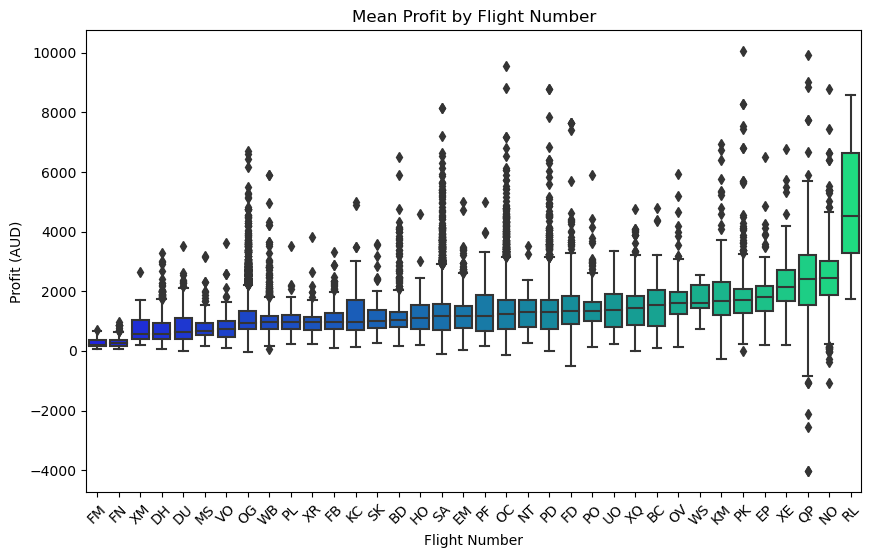 Mean Profit by Flight Number
Profit (AUD)
10000
8000
6000
4000
2000
0
−2000
−4000
FM FN XM DH DU MS VO OG WB PL XR FB KC SK BD HO SA EM PF OC NT PD FD PO UO XQ BC OV WS KM PK EP XE QP NO RL
Flight Number